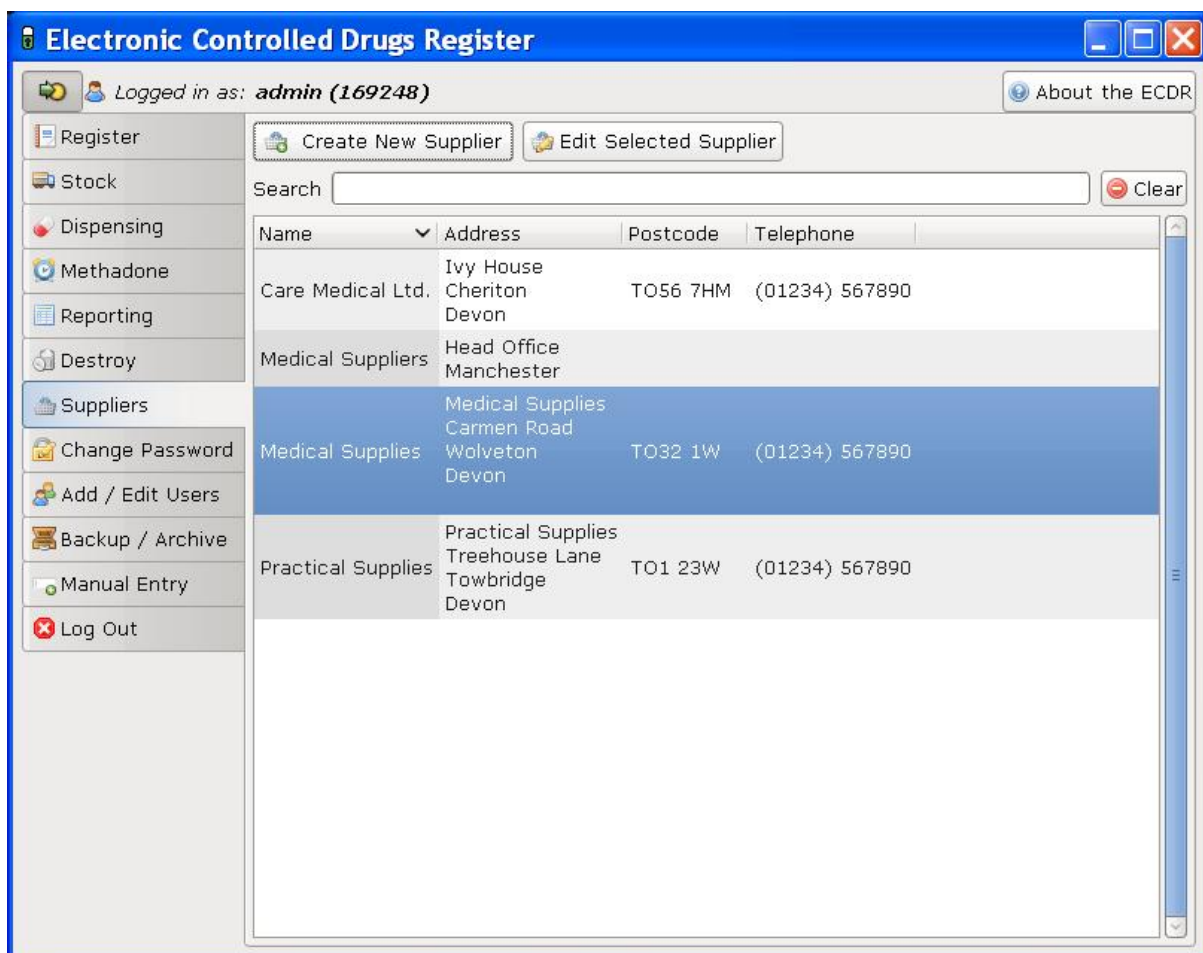 Electronic Controlled Drugs Register
Logged in as: admin (169248)
About the ECDR
Register
Stock
Dispensing
Methadone
Reporting
Destroy
Suppliers
Change Password
Add / Edit Users
Backup / Archive
Manual Entry
Log Out
Create New Supplier Edit Selected Supplier
Search Clear
Name Address Postcode Telephone
Care Medical Ltd. Ivy House
Cheriton
Devon TO56 7HM (01234) 567890
Medical Suppliers Head Office
Manchester
Medical Supplies Medical Supplies
Carmen Road
Wolveton
Devon TO32 1W (01234) 567890
Practical Supplies Practical Supplies
Treehouse Lane
Towbridge
Devon TO1 23W (01234) 567890